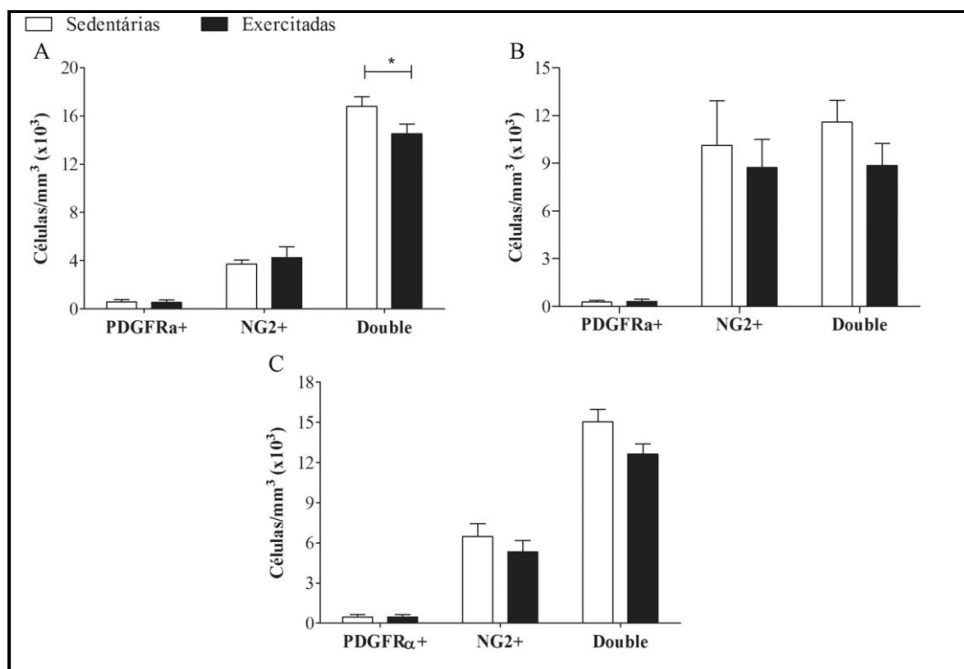 Sedentárias Exercitadas
A
Células/mm³ (x10³)
20
16
12
8
4
0
*
PDGFRa+ NG2+ Double
B
Células/mm³ (x10³)
15
12
9
6
3
0
PDGFRa+ NG2+ Double
C
Células/mm³ (x10³)
18
15
12
9
6
3
0
PDGFRα+ NG2+ Double